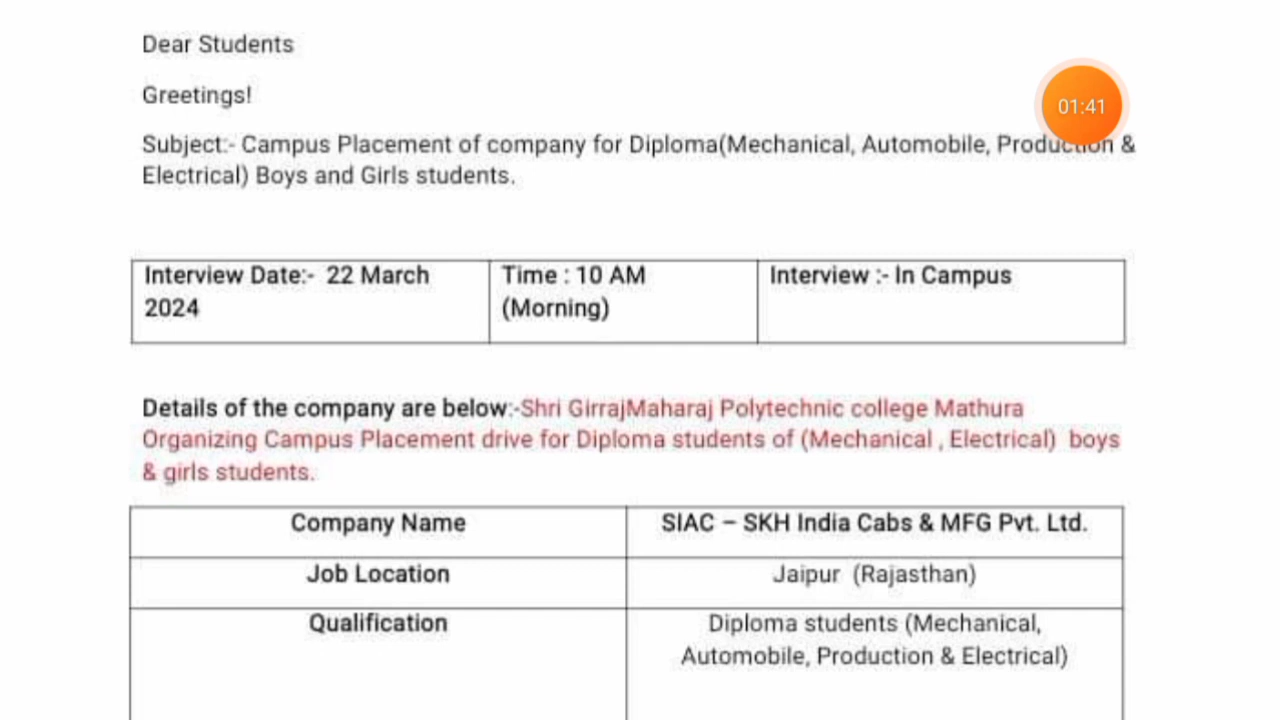 Dear Students
Greetings!
01:41
Subject:- Campus Placement of company for Diploma(Mechanical, Automobile, Production &
Electrical) Boys and Girls students.
Interview Date:- 22 March
2024
Time : 10 AM
(Morning)
Interview :- In Campus
Details of the company are below:-Shri GirrajMaharaj Polytechnic college Mathura
Organizing Campus Placement drive for Diploma students of (Mechanical , Electrical) boys
& girls students.
Company Name
SIAC – SKH India Cabs & MFG Pvt. Ltd.
Job Location
Jaipur (Rajasthan)
Qualification
Diploma students (Mechanical,
Automobile, Production & Electrical)